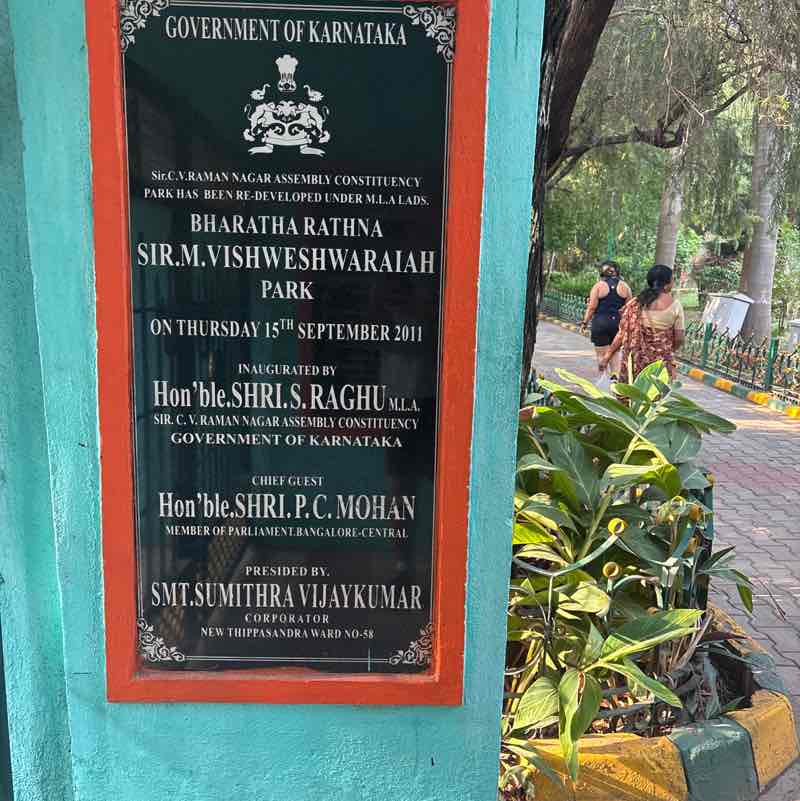 GOVERNMENT OF KARNATAKA
Sir.C.V.RAMAN NAGAR ASSEMBLY CONSTITUENCY
PARK HAS BEEN RE-DEVELOPED UNDER M.L.A LADS.
BHARATHA RATHNA
SIR.M.VISHWESHWARAIAH
PARK
ON THURSDAY 15TH SEPTEMBER 2011
INAUGURATED BY
Hon'ble.SHRI.S.RAGHU M.L.A.
SIR. C. V. RAMAN NAGAR ASSEMBLY CONSTITUENCY
GOVERNMENT OF KARNATAKA
CHIEF GUEST
Hon'ble.SHRI.P.C.MOHAN
MEMBER OF PARLIAMENT.BANGALORE-CENTRAL
PRESIDED BY.
SMT.SUMITHRA VIJAYKUMAR
CORPORATOR
NEW THIPPASANDRA WARD NO-58